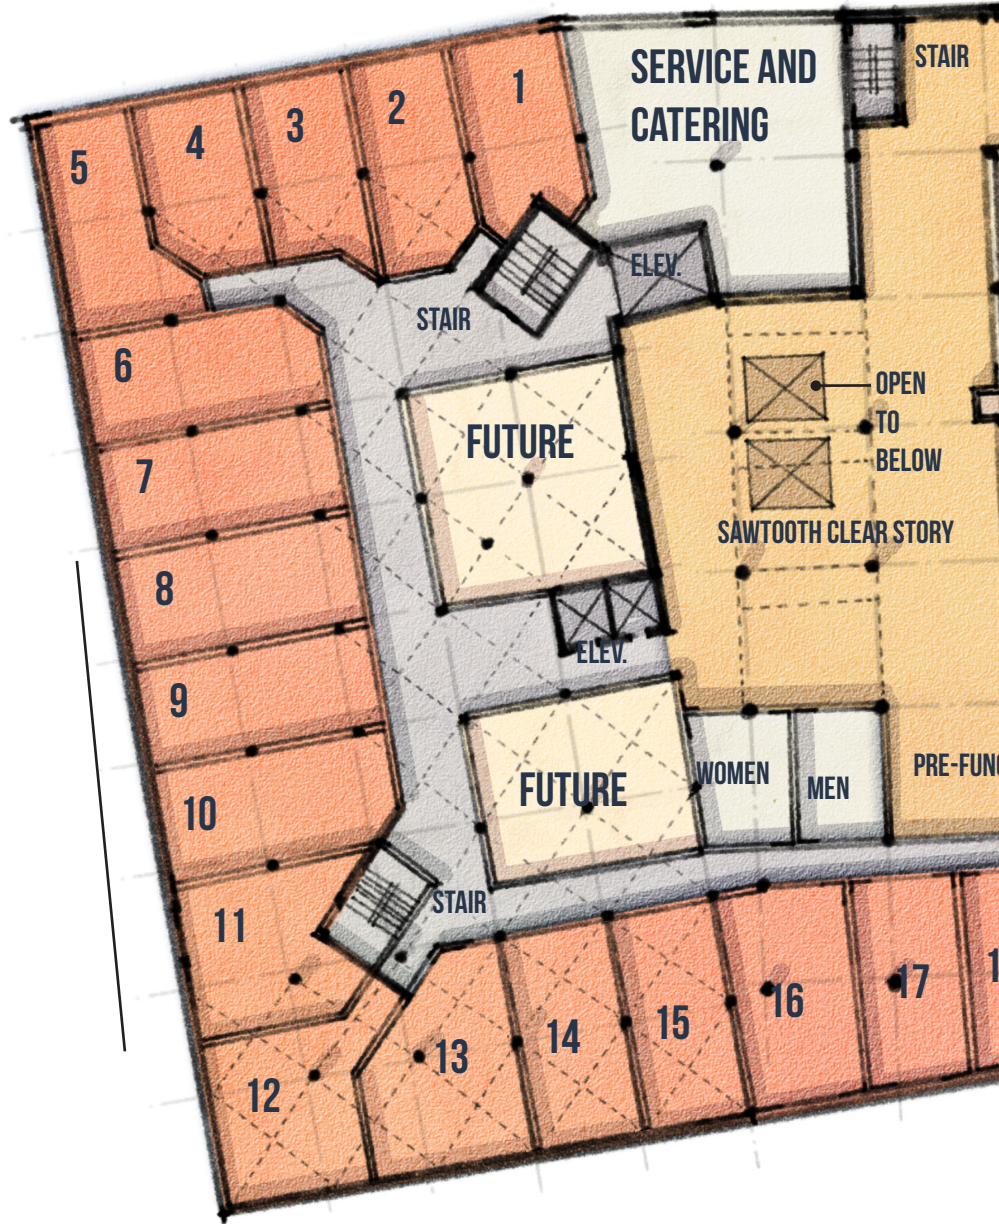 SERVICE AND
CATERING
STAIR
1
2
3
4
5
ELEV.
STAIR
6
OPEN
TO
BELOW
FUTURE
7
SAWTOOTH CLEAR STORY
8
ELEV.
9
WOMEN
MEN
PRE-FUNC
FUTURE
10
STAIR
11
17
16
15
14
13
12
1